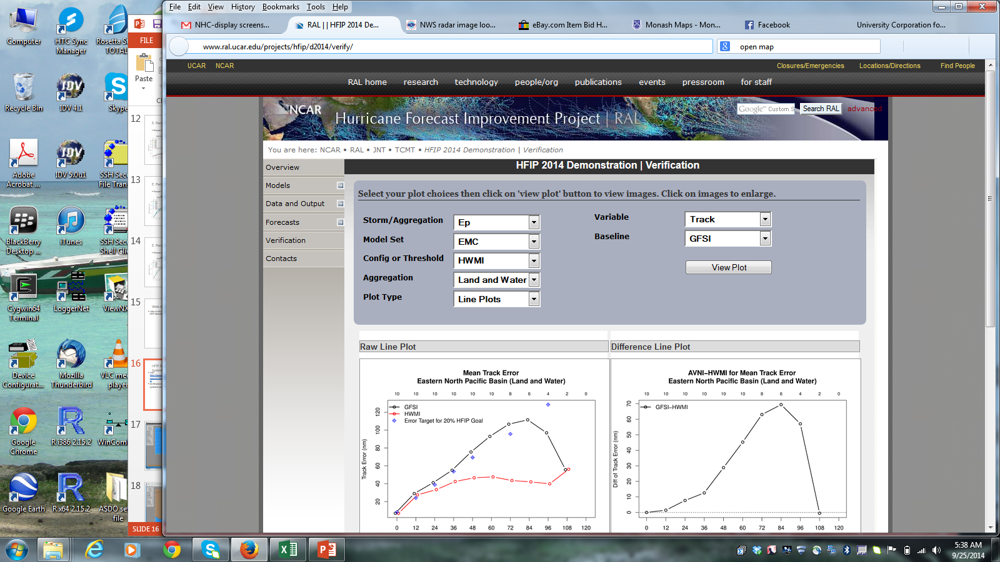 File Edit View History Bookmarks Tools Help
NHC-display screens...
RAL | | HFIP 2014 De...
NWS radar image loo...
eBay.com Item Bid H...
Monash Maps - Mon...
Facebook
University Corporation fo...
www.ral.ucar.edu/projects/hfip/d2014/verify/
open map
UCAR NCAR
Closures/Emergencies Locations/Directions Find People
RAL home research technology people/org publications events pressroom for staff
NCAR
Hurricane Forecast Improvement Project | RAL
Google™ Custom S
Search RAL
advanced
You are here: NCAR • RAL • JNT • TCMT • HFIP 2014 Demonstration | Verification
Overview
Models
Data and Output
Forecasts
Verification
Contacts
HFIP 2014 Demonstration | Verification
Select your plot choices then click on 'view plot' button to view images. Click on images to enlarge.
Storm/Aggregation Ep
Model Set EMC
Config or Threshold HWMI
Aggregation Land and Water
Plot Type Line Plots
Variable Track
Baseline GFSI
View Plot
Raw Line Plot
Mean Track Error
Eastern North Pacific Basin (Land and Water)
10 10 10 10 10 10 8 6 4 2 0
GFSI
HWMI
Error Target for 20% HFIP Goal
Track Error (nm)
120
100
80
60
40
20
0 12 24 36 48 60 72 84 96 108 120
Difference Line Plot
AVNI-HWMI for Mean Track Error
Eastern North Pacific Basin (Land and Water)
10 10 10 10 10 10 8 6 4 2 0
GFSI-HWMI
Diff of Track Error (nm)
70
60
50
40
30
20
10
0
0 12 24 36 48 60 72 84 96 108 120
Computer
HTC Sync
Manager
Rosetta S
TOTAL
Recycle Bin
IDV 4.1
Skype
Adobe
Acrobat ...
IDV 5.0u1
SSH Sec
File Tran
BlackBerry
Desktop ...
iTunes
SSH Sec
Shell Cli
Cygwin64
Terminal
LoggerNet
ViewNX
Device
Configurat...
Mozilla
Thunderbird
VLC me
player
Google
Chrome
R i386 2.15.2
WinCom
Google Earth
R x64 2.15.2
ASDO se
file
FILE
Paste
12
13
14
15
16
17
18
SLIDE 16
5:38 AM
9/25/2014